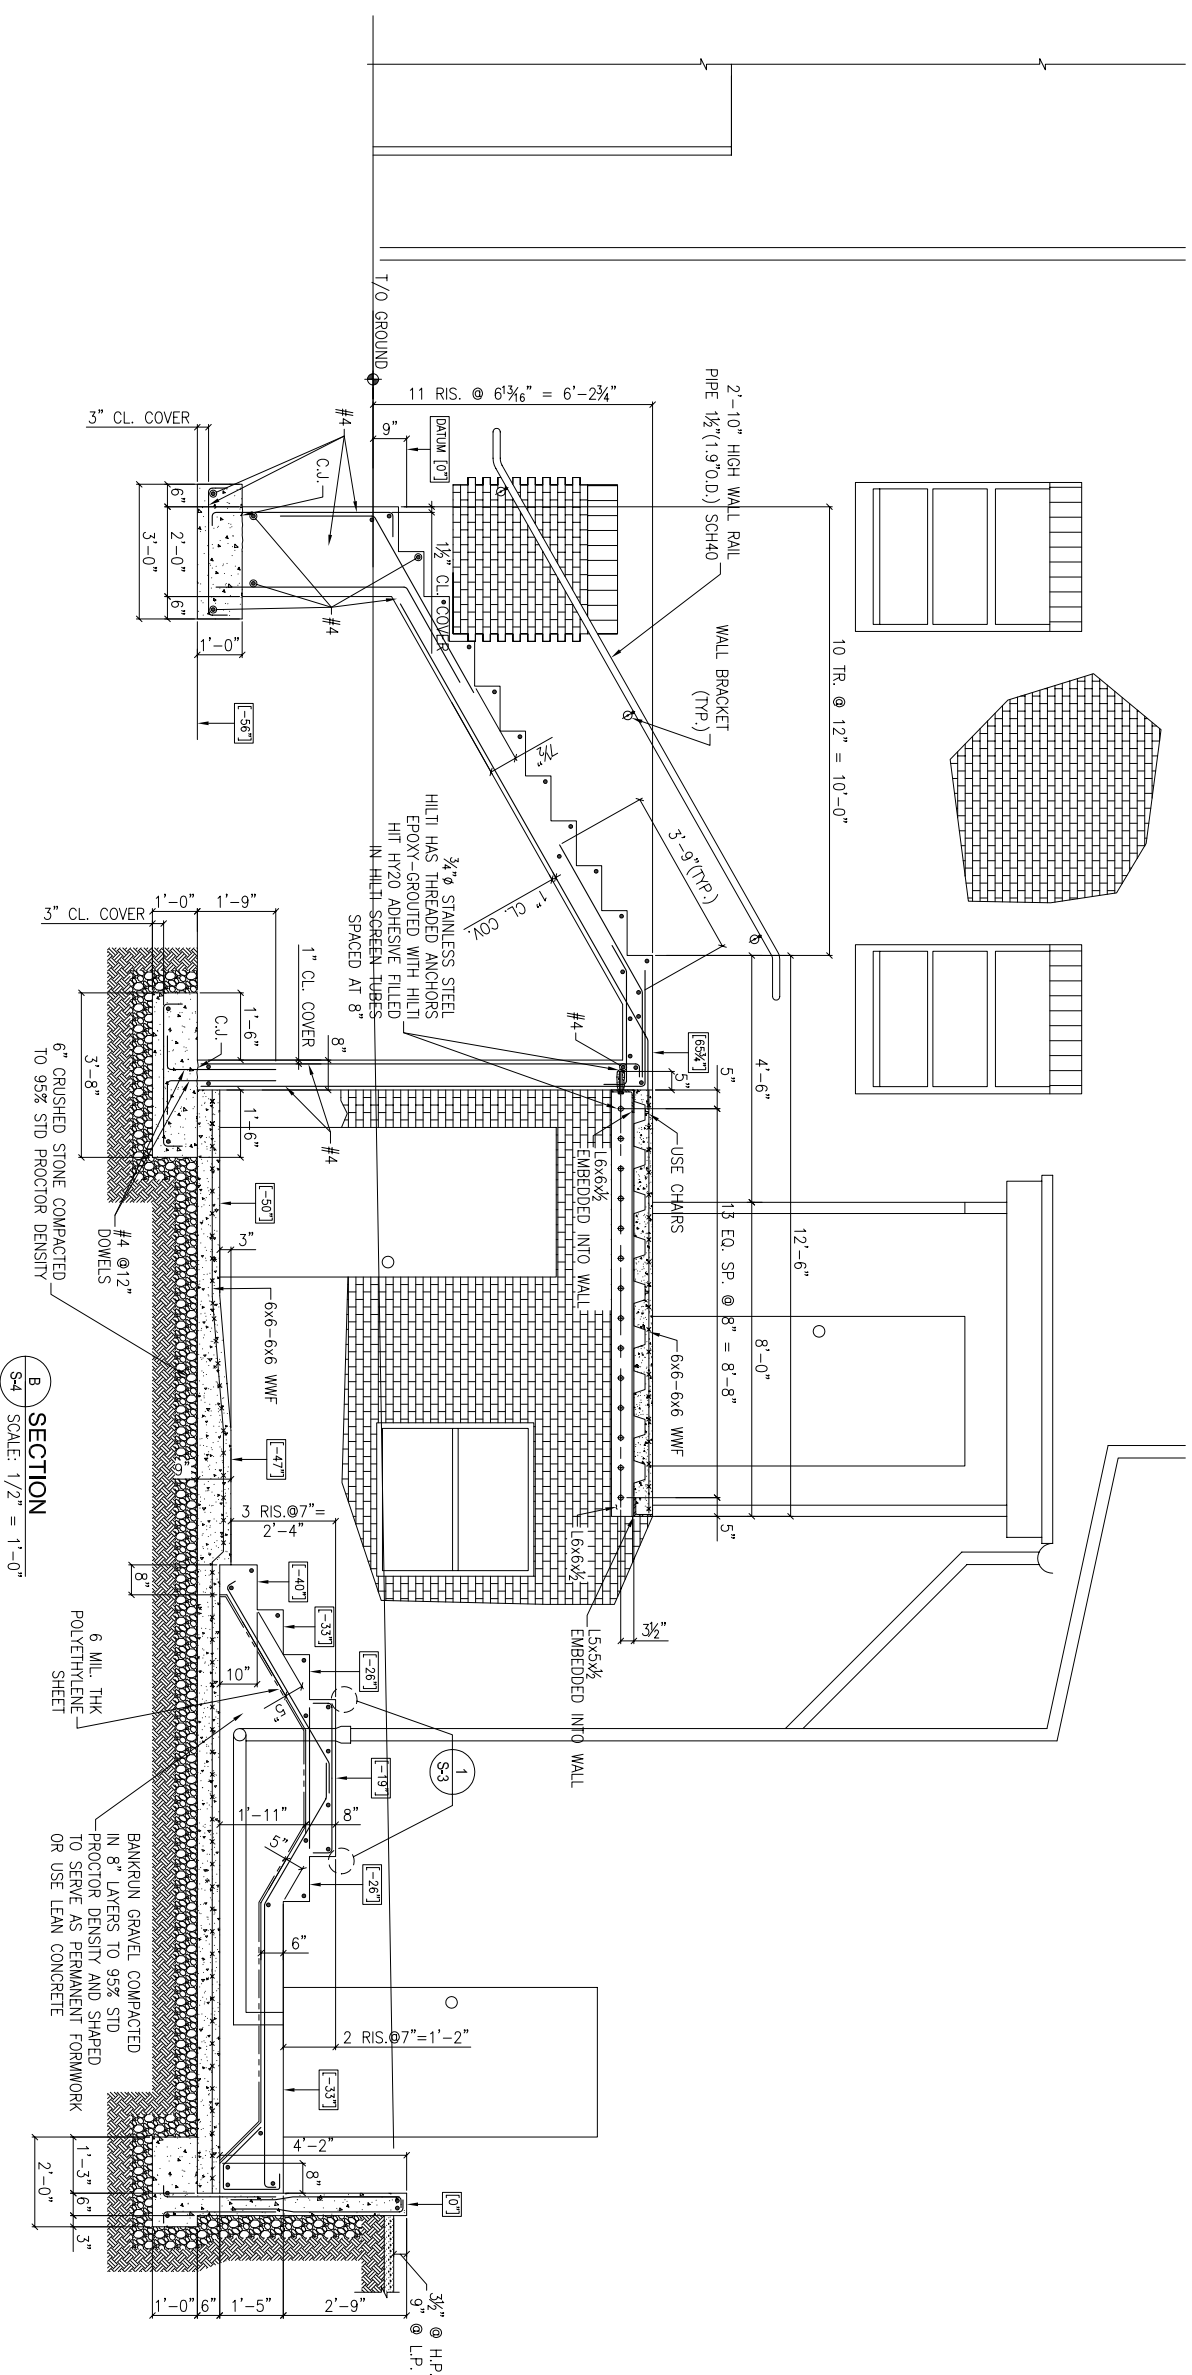 10 TR. @ 12" = 10'-0"
12'-6"
4'-6"
8'-0"
5"
13 EQ. SP. @ 8" = 8'-8"
5"
2'-10" HIGH WALL RAIL
PIPE 1½"(1.9"O.D.) SCH40
WALL BRACKET
(TYP.)
3'-9"(TYP.)
[65¾"]
5"
USE CHAIRS
6x6-6x6 WWF
L6x6x½
EMBEDDED INTO WALL
L6x6x½
L5x5x½
EMBEDDED INTO WALL
3½"
11 RIS. @ 6¹³⁄₁₆" = 6'-2¾"
T/O GROUND
DATUM [0"]
9"
1½" CL. COVER
7½"
1" CL. COV.
¾"ø STAINLESS STEEL
HILTI HAS THREADED ANCHORS
EPOXY-GROUTED WITH HILTI
HIT HY20 ADHESIVE FILLED
IN HILTI SCREEN TUBES
SPACED AT 8"
#4
#4
C.J.
#4
3" CL. COVER
6"
2'-0"
6"
3'-0"
1'-0"
[-56"]
1" CL. COVER
8"
#4
1'-9"
1'-0"
3" CL. COVER
1'-6"
C.J.
1'-6"
3'-8"
#4 @12"
DOWELS
6" CRUSHED STONE COMPACTED
TO 95% STD PROCTOR DENSITY
[-50"]
3"
6x6-6x6 WWF
[-47"]
3 RIS.@7"=
2'-4"
8"
[-40"]
[-33"]
[-26"]
10"
5"
6 MIL. THK
POLYETHYLENE
SHEET
1
S-3
[-19"]
1'-11"
8"
5"
[-26"]
6"
2 RIS.@7"=1'-2"
[-33"]
BANKRUN GRAVEL COMPACTED
IN 8" LAYERS TO 95% STD
PROCTOR DENSITY AND SHAPED
TO SERVE AS PERMANENT FORMWORK
OR USE LEAN CONCRETE
4'-2"
8"
[0"]
3½" @ H.P.
9" @ L.P.
1'-3"
6"
3"
2'-0"
1'-0"
6"
1'-5"
2'-9"
B
S-4
SECTION
SCALE: 1/2" = 1'-0"